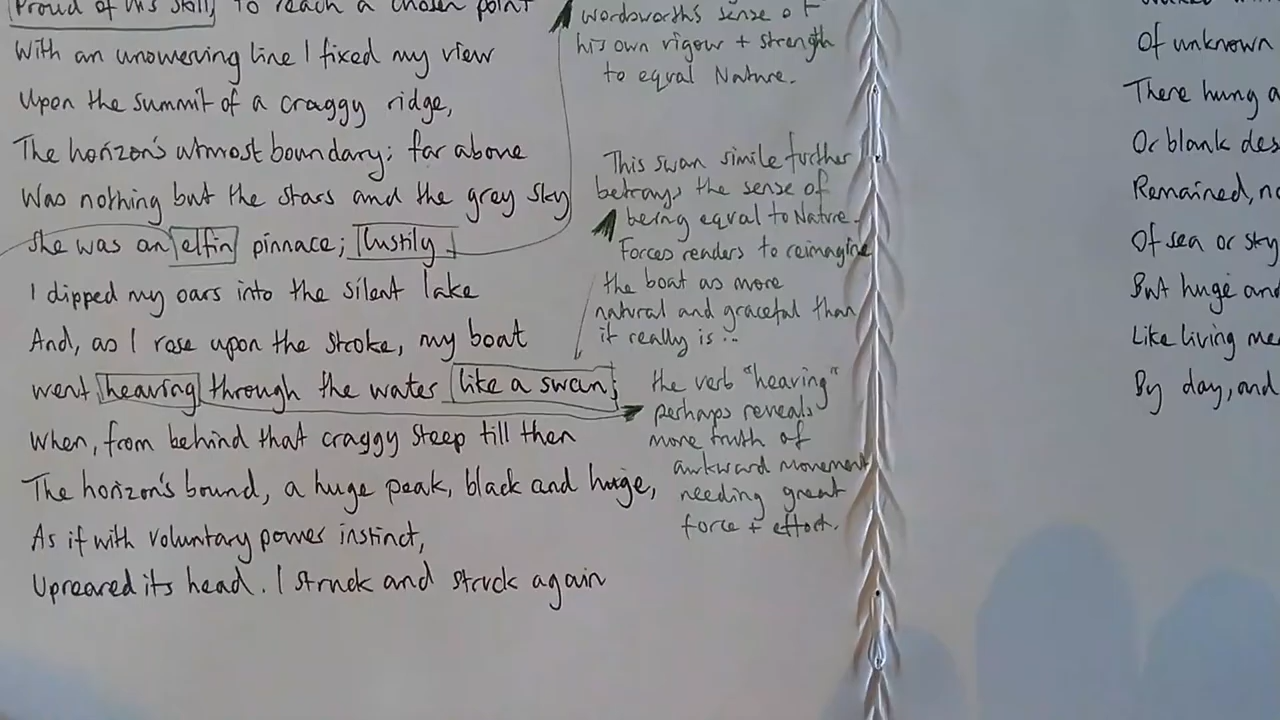 Proud of his skill, to reach a chosen point
With an unswerving line I fixed my view
Upon the summit of a craggy ridge,
The horizon's utmost boundary; far above
Was nothing but the stars and the grey sky
She was an elfin pinnace; lustily
I dipped my oars into the silent lake
And, as I rose upon the stroke, my boat
went heaving through the water like a swan;
When, from behind that craggy steep till then
The horizon's bound, a huge peak, black and huge,
As if with voluntary power instinct,
Upreared its head. I struck and struck again
Wordsworth's sense of
his own vigour + strength
to equal Nature.
This swan simile further
betrays the sense of
being equal to Nature.
Forces renders to reimagine
the boat as more
natural and graceful than
it really is ..
the verb "heaving"
perhaps reveals
more truth of
awkward movement
needing great
force + effort.
Of unknown
There hung a
Or blank des
Remained, no
Of sea or sky
But huge and
Like living me
By day, and